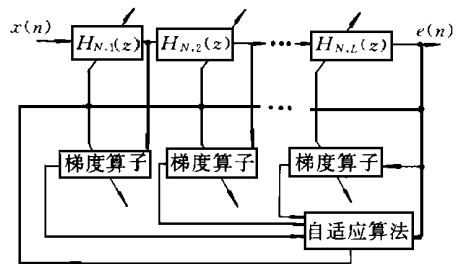 x(n)
H_{N,1}(z)
H_{N,2}(z)
H_{N,L}(z)
e(n)
梯度算子
梯度算子
梯度算子
自适应算法